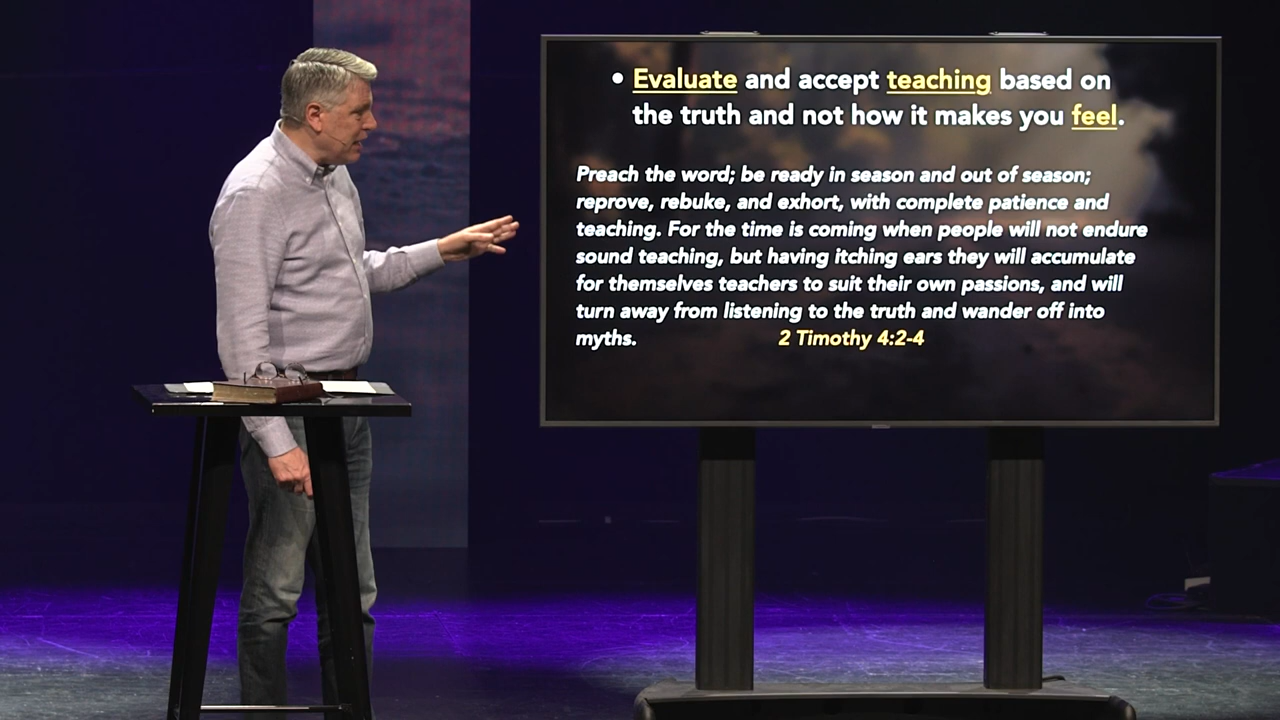 • Evaluate and accept teaching based on
the truth and not how it makes you feel.
Preach the word; be ready in season and out of season;
reprove, rebuke, and exhort, with complete patience and
teaching. For the time is coming when people will not endure
sound teaching, but having itching ears they will accumulate
for themselves teachers to suit their own passions, and will
turn away from listening to the truth and wander off into
myths. 2 Timothy 4:2-4